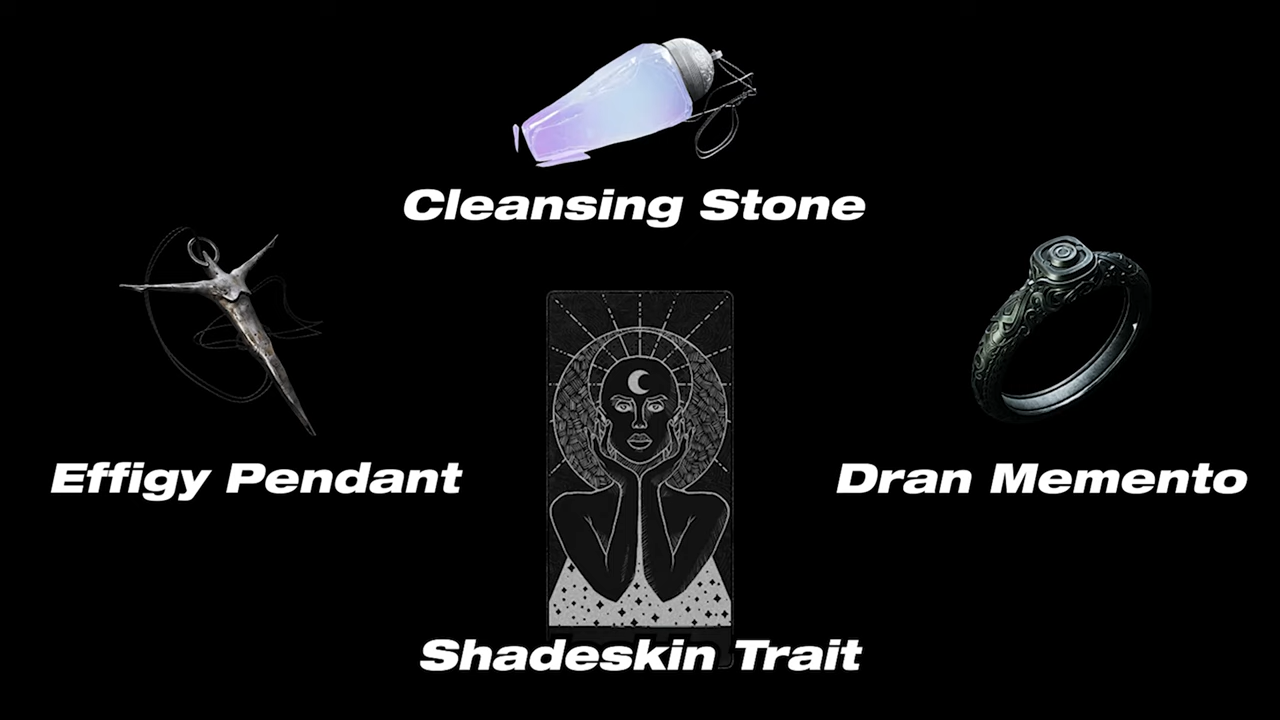 Cleansing Stone
Effigy Pendant
Dran Memento
Shadeskin Trait